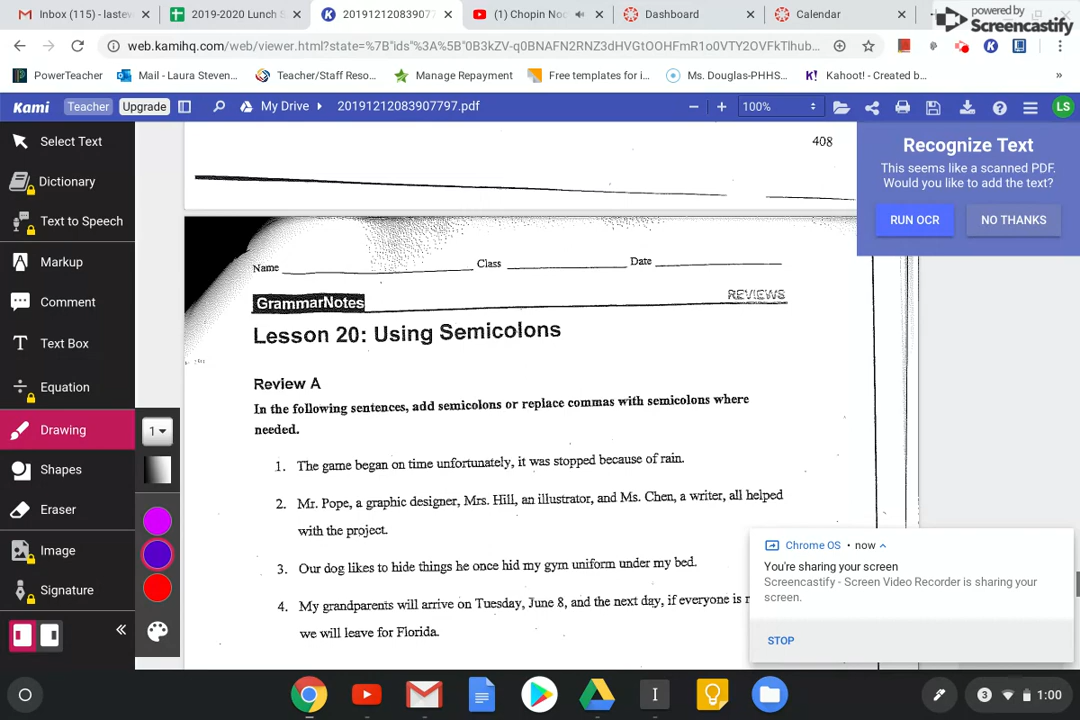 Inbox (115) - lastev
2019-2020 Lunch S
20191212083907
(1) Chopin Noc
Dashboard
Calendar
powered by
Screencastify
web.kamihq.com/web/viewer.html?state=%7B"ids"%3A%5B"0B3kZV-q0BNAFN2RNZ3dHVGtOOHFmR1o0VTY2OVFkTlhub...
PowerTeacher
Mail - Laura Steven...
Teacher/Staff Reso...
Manage Repayment
Free templates for i...
Ms. Douglas-PHHS...
Kahoot! - Created b...
»
Kami
Teacher
Upgrade
My Drive
20191212083907797.pdf
100%
LS
Select Text
Dictionary
Text to Speech
Markup
Comment
Text Box
Equation
Drawing
1
Shapes
Eraser
Image
Signature
408
Recognize Text
This seems like a scanned PDF.
Would you like to add the text?
RUN OCR
NO THANKS
Name
Class
Date
GrammarNotes
REVIEWS
Lesson 20: Using Semicolons
Review A
In the following sentences, add semicolons or replace commas with semicolons where
needed.
1. The game began on time unfortunately, it was stopped because of rain.
2. Mr. Pope, a graphic designer, Mrs. Hill, an illustrator, and Ms. Chen, a writer, all helped
with the project.
3. Our dog likes to hide things he once hid my gym uniform under my bed.
4. My grandparents will arrive on Tuesday, June 8, and the next day, if everyone is
we will leave for Florida.
Chrome OS • now
You're sharing your screen
Screencastify - Screen Video Recorder is sharing your
screen.
STOP
3
1:00